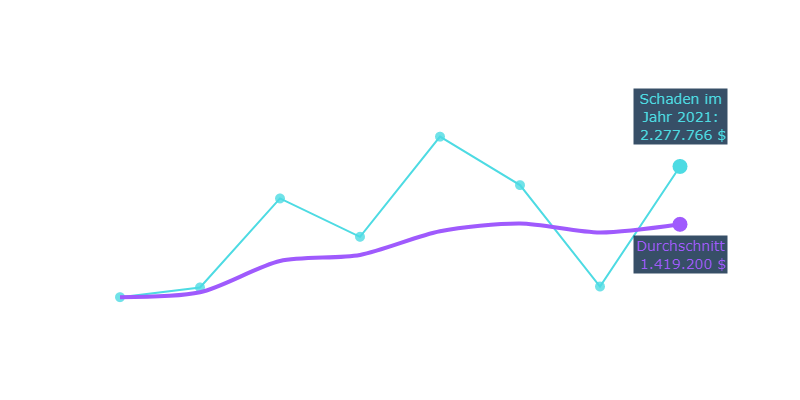 Schaden im
Jahr 2021:
2.277.766 $
Durchschnitt
1.419.200 $